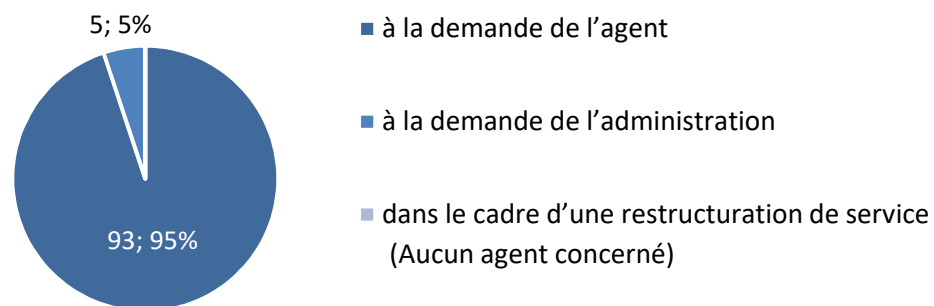 5; 5%
93; 95%
à la demande de l’agent
à la demande de l’administration
dans le cadre d’une restructuration de service
(Aucun agent concerné)